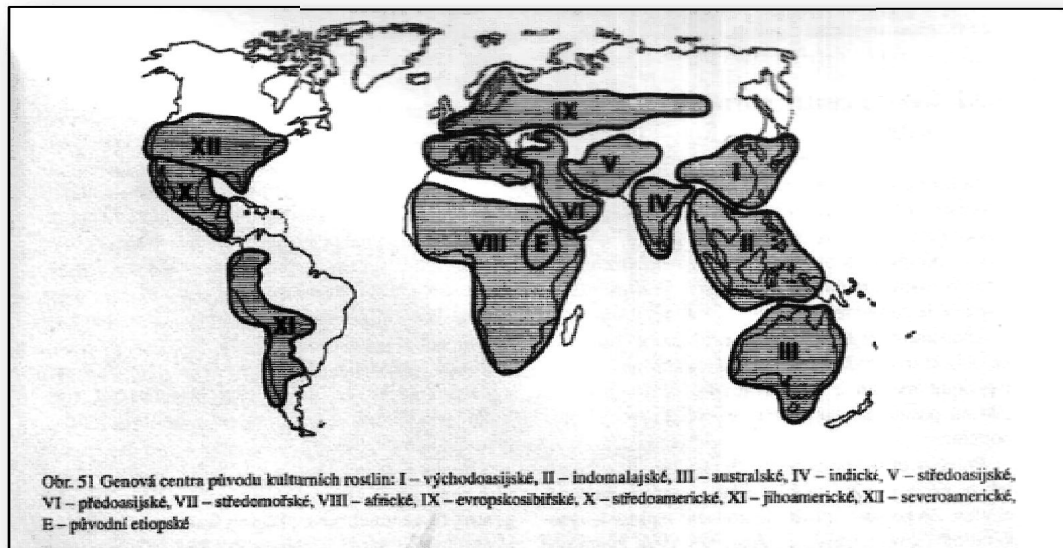 IX
XII
VII
V
I
X
IV
VI
VIII
E
II
XI
III
Obr. 51 Genová centra původu kulturních rostlin: I – východoasijské, II – indomalajské, III – australské, IV – indické, V – středoasijské,
VI – předoasijské, VII – středomořské, VIII – africké, IX – evropskosibiřské, X – středoamerické, XI – jihoamerické, XII – severoamerické,
E – původní etiopské